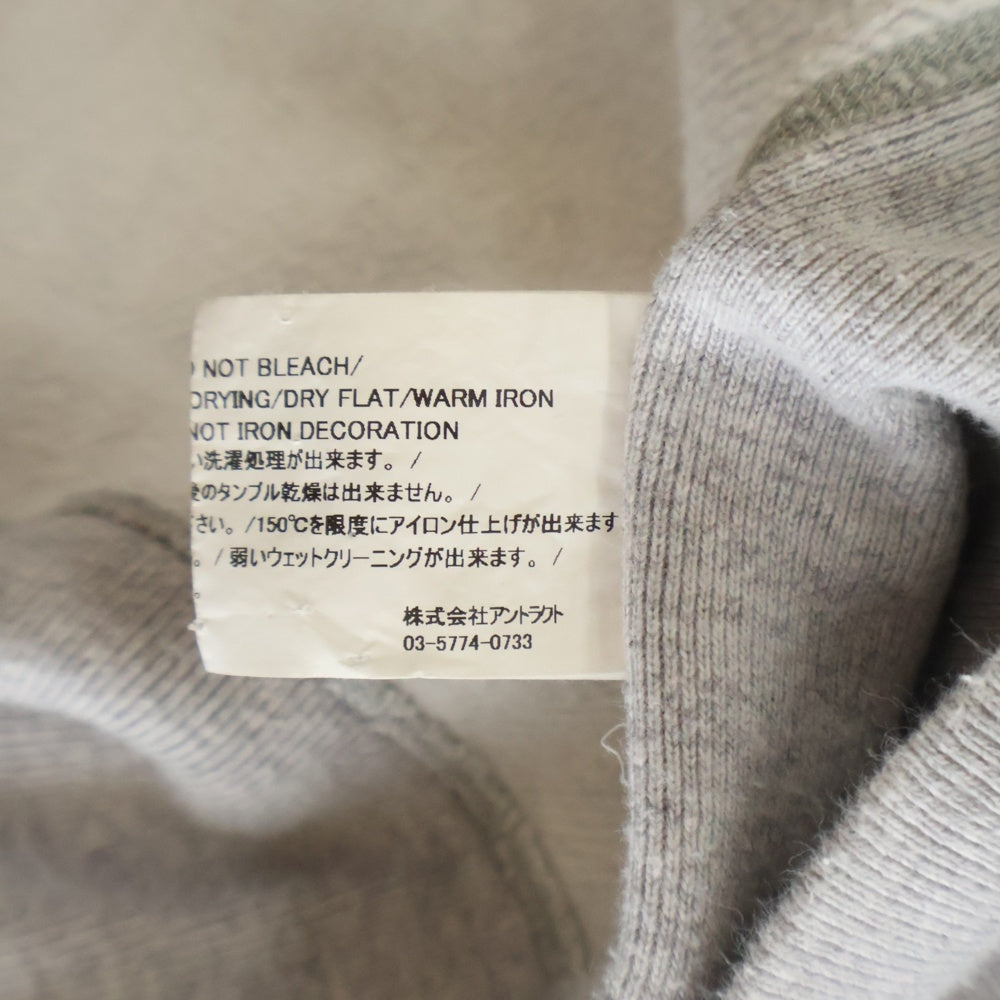 NOT BLEACH/
DRYING/DRY FLAT/WARM IRON
NOT IRON DECORATION
い洗濯処理が出来ます。 /
のタンブル乾燥は出来ません。 /
さい。/150℃を限度にアイロン仕上げが出来ます
。/ 弱いウェットクリーニングが出来ます。 /
。
株式会社アントラクト
03-5774-0733